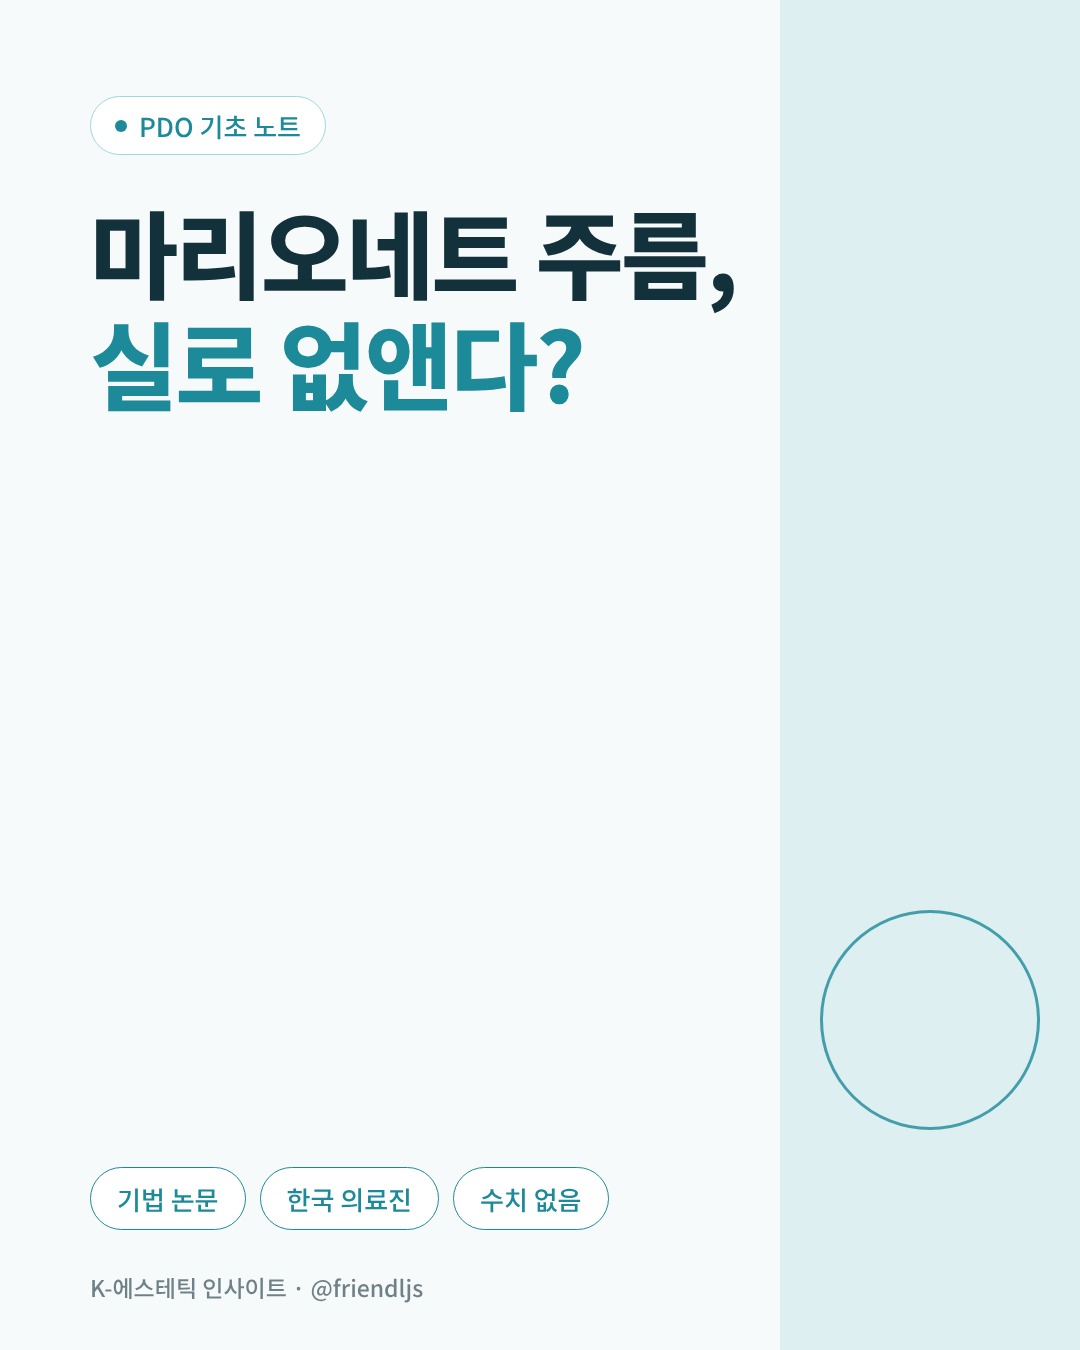 PDO 기초 노트
마리오네트 주름,
실로 없앤다?
기법 논문
한국 의료진
수치 없음
K-에스테틱 인사이트 · @friendljs